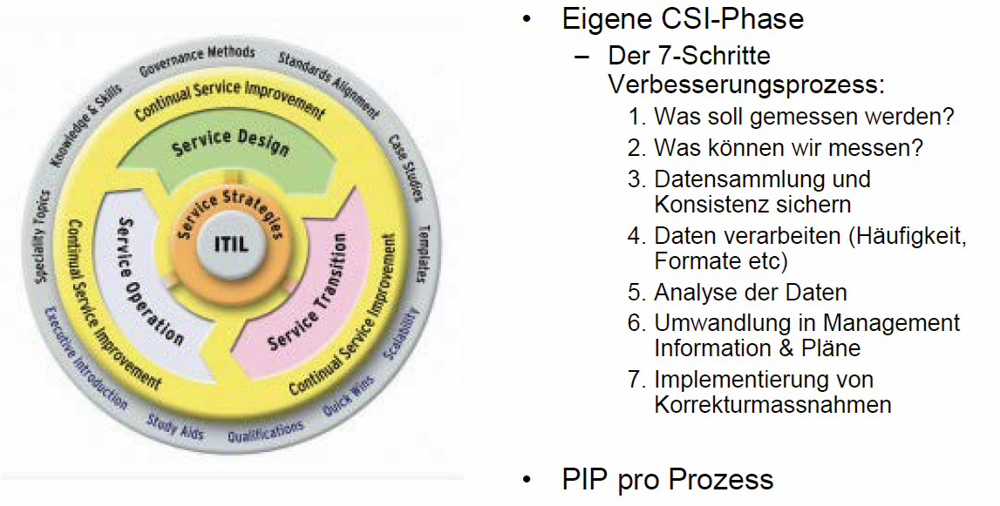 Governance Methods
Standards Alignment
Case Studies
Templates
Scalability
Quick Wins
Qualifications
Study Aids
Executive Introduction
Speciality Topics
Knowledge & Skills
Continual Service Improvement
Continual Service Improvement
Continual Service Improvement
Service Design
Service Transition
Service Operation
Service Strategies
ITIL
• Eigene CSI-Phase
– Der 7-Schritte
Verbesserungsprozess:
1. Was soll gemessen werden?
2. Was können wir messen?
3. Datensammlung und
Konsistenz sichern
4. Daten verarbeiten (Häufigkeit,
Formate etc)
5. Analyse der Daten
6. Umwandlung in Management
Information & Pläne
7. Implementierung von
Korrekturmassnahmen
• PIP pro Prozess